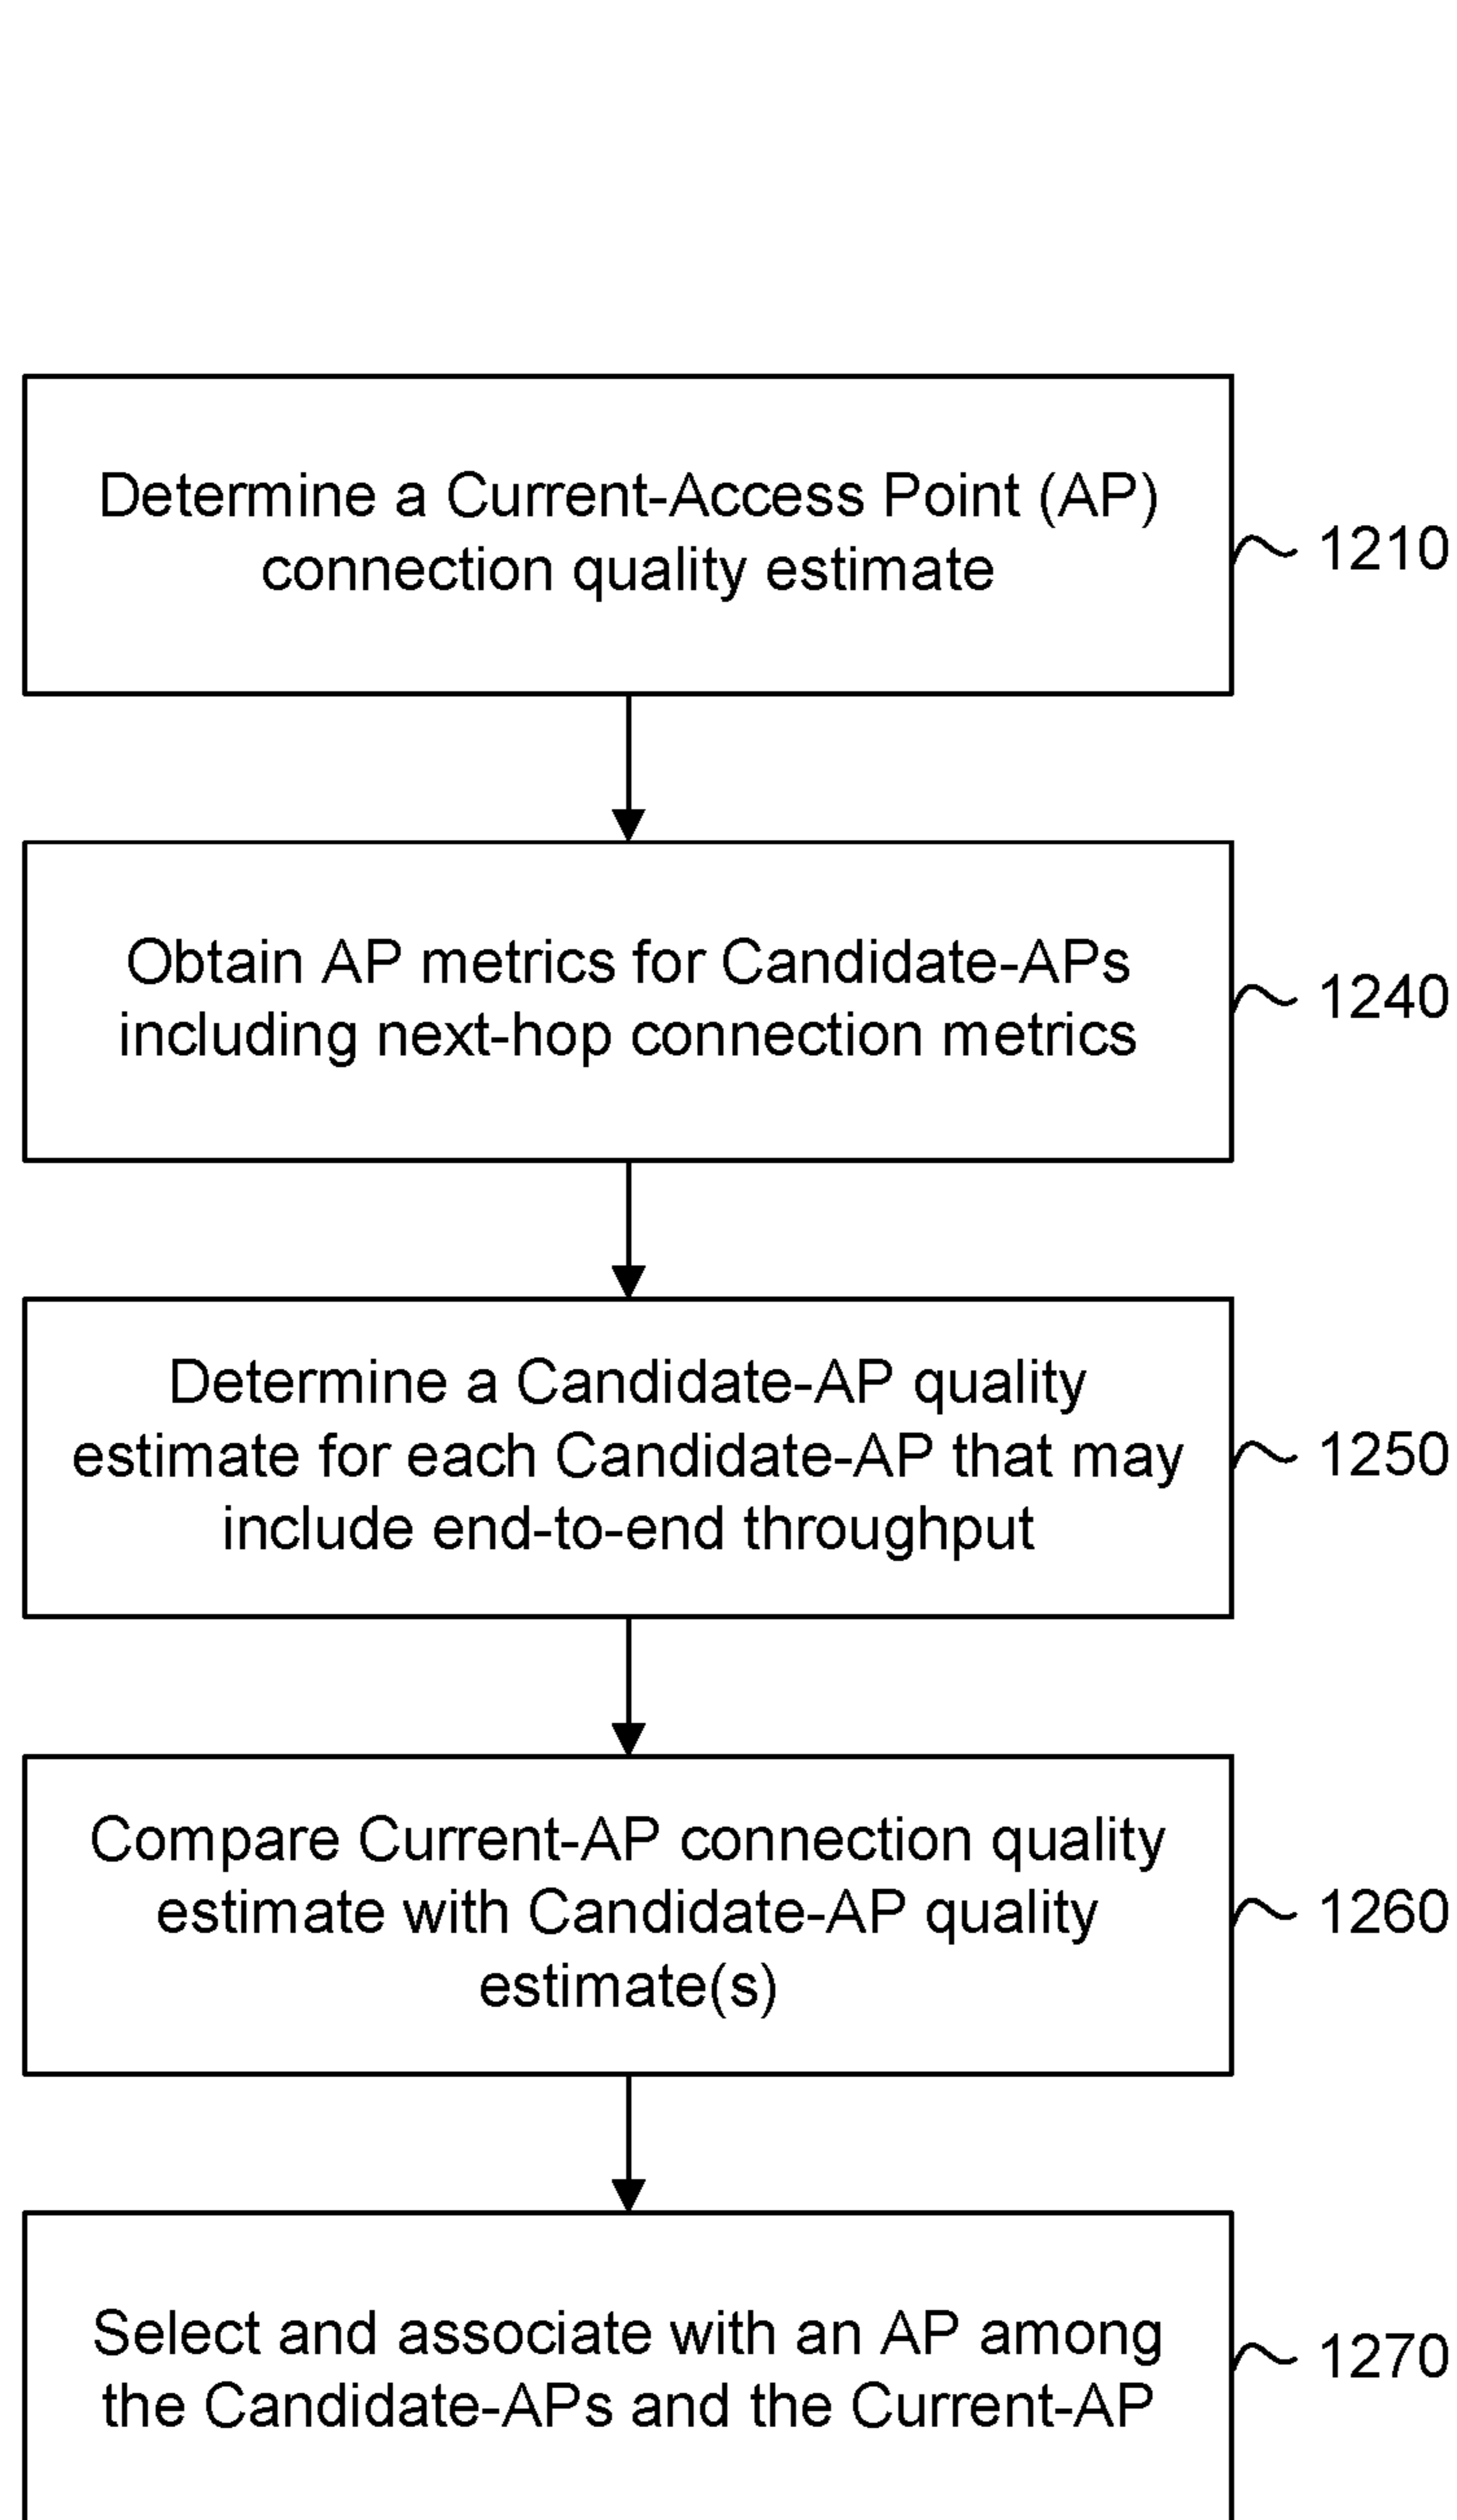 Determine a Current-Access Point (AP)
connection quality estimate
1210
Obtain AP metrics for Candidate-APs
including next-hop connection metrics
1240
Determine a Candidate-AP quality
estimate for each Candidate-AP that may
include end-to-end throughput
1250
Compare Current-AP connection quality
estimate with Candidate-AP quality
estimate(s)
1260
Select and associate with an AP among
the Candidate-APs and the Current-AP
1270